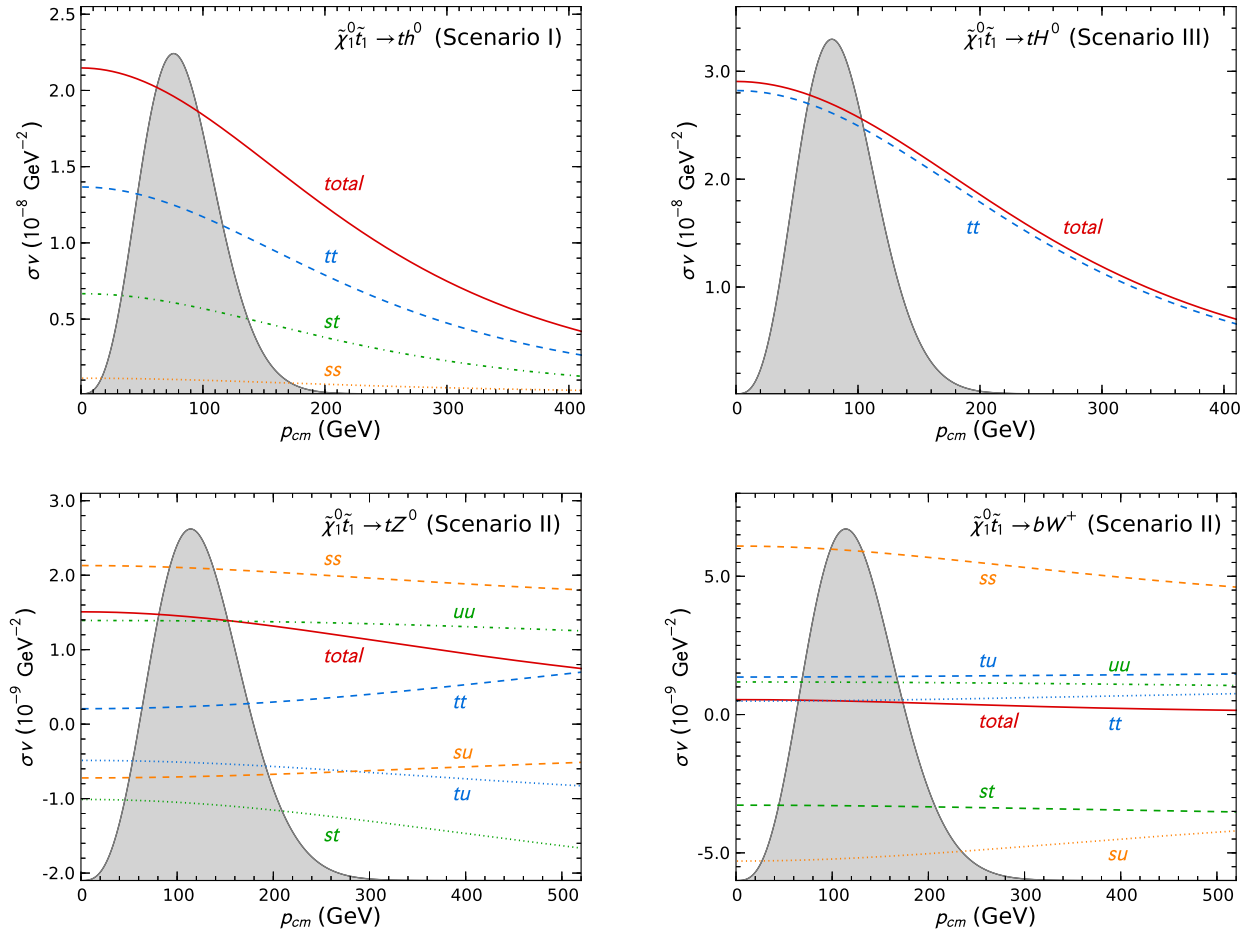 χ̃⁰₁t̃₁ → th⁰ (Scenario I)
2.5
2.0
1.5
1.0
0.5
σv (10⁻⁸ GeV⁻²)
total
tt
st
ss
0 100 200 300 400
p_cm (GeV)
χ̃⁰₁t̃₁ → tH⁰ (Scenario III)
3.0
2.0
1.0
σv (10⁻⁸ GeV⁻²)
tt
total
0 100 200 300 400
p_cm (GeV)
χ̃⁰₁t̃₁ → tZ⁰ (Scenario II)
3.0
2.0
1.0
0.0
-1.0
-2.0
σv (10⁻⁹ GeV⁻²)
ss
uu
total
tt
su
tu
st
0 100 200 300 400 500
p_cm (GeV)
χ̃⁰₁t̃₁ → bW⁺ (Scenario II)
5.0
0.0
-5.0
σv (10⁻⁹ GeV⁻²)
ss
tu
uu
total
tt
st
su
0 100 200 300 400 500
p_cm (GeV)